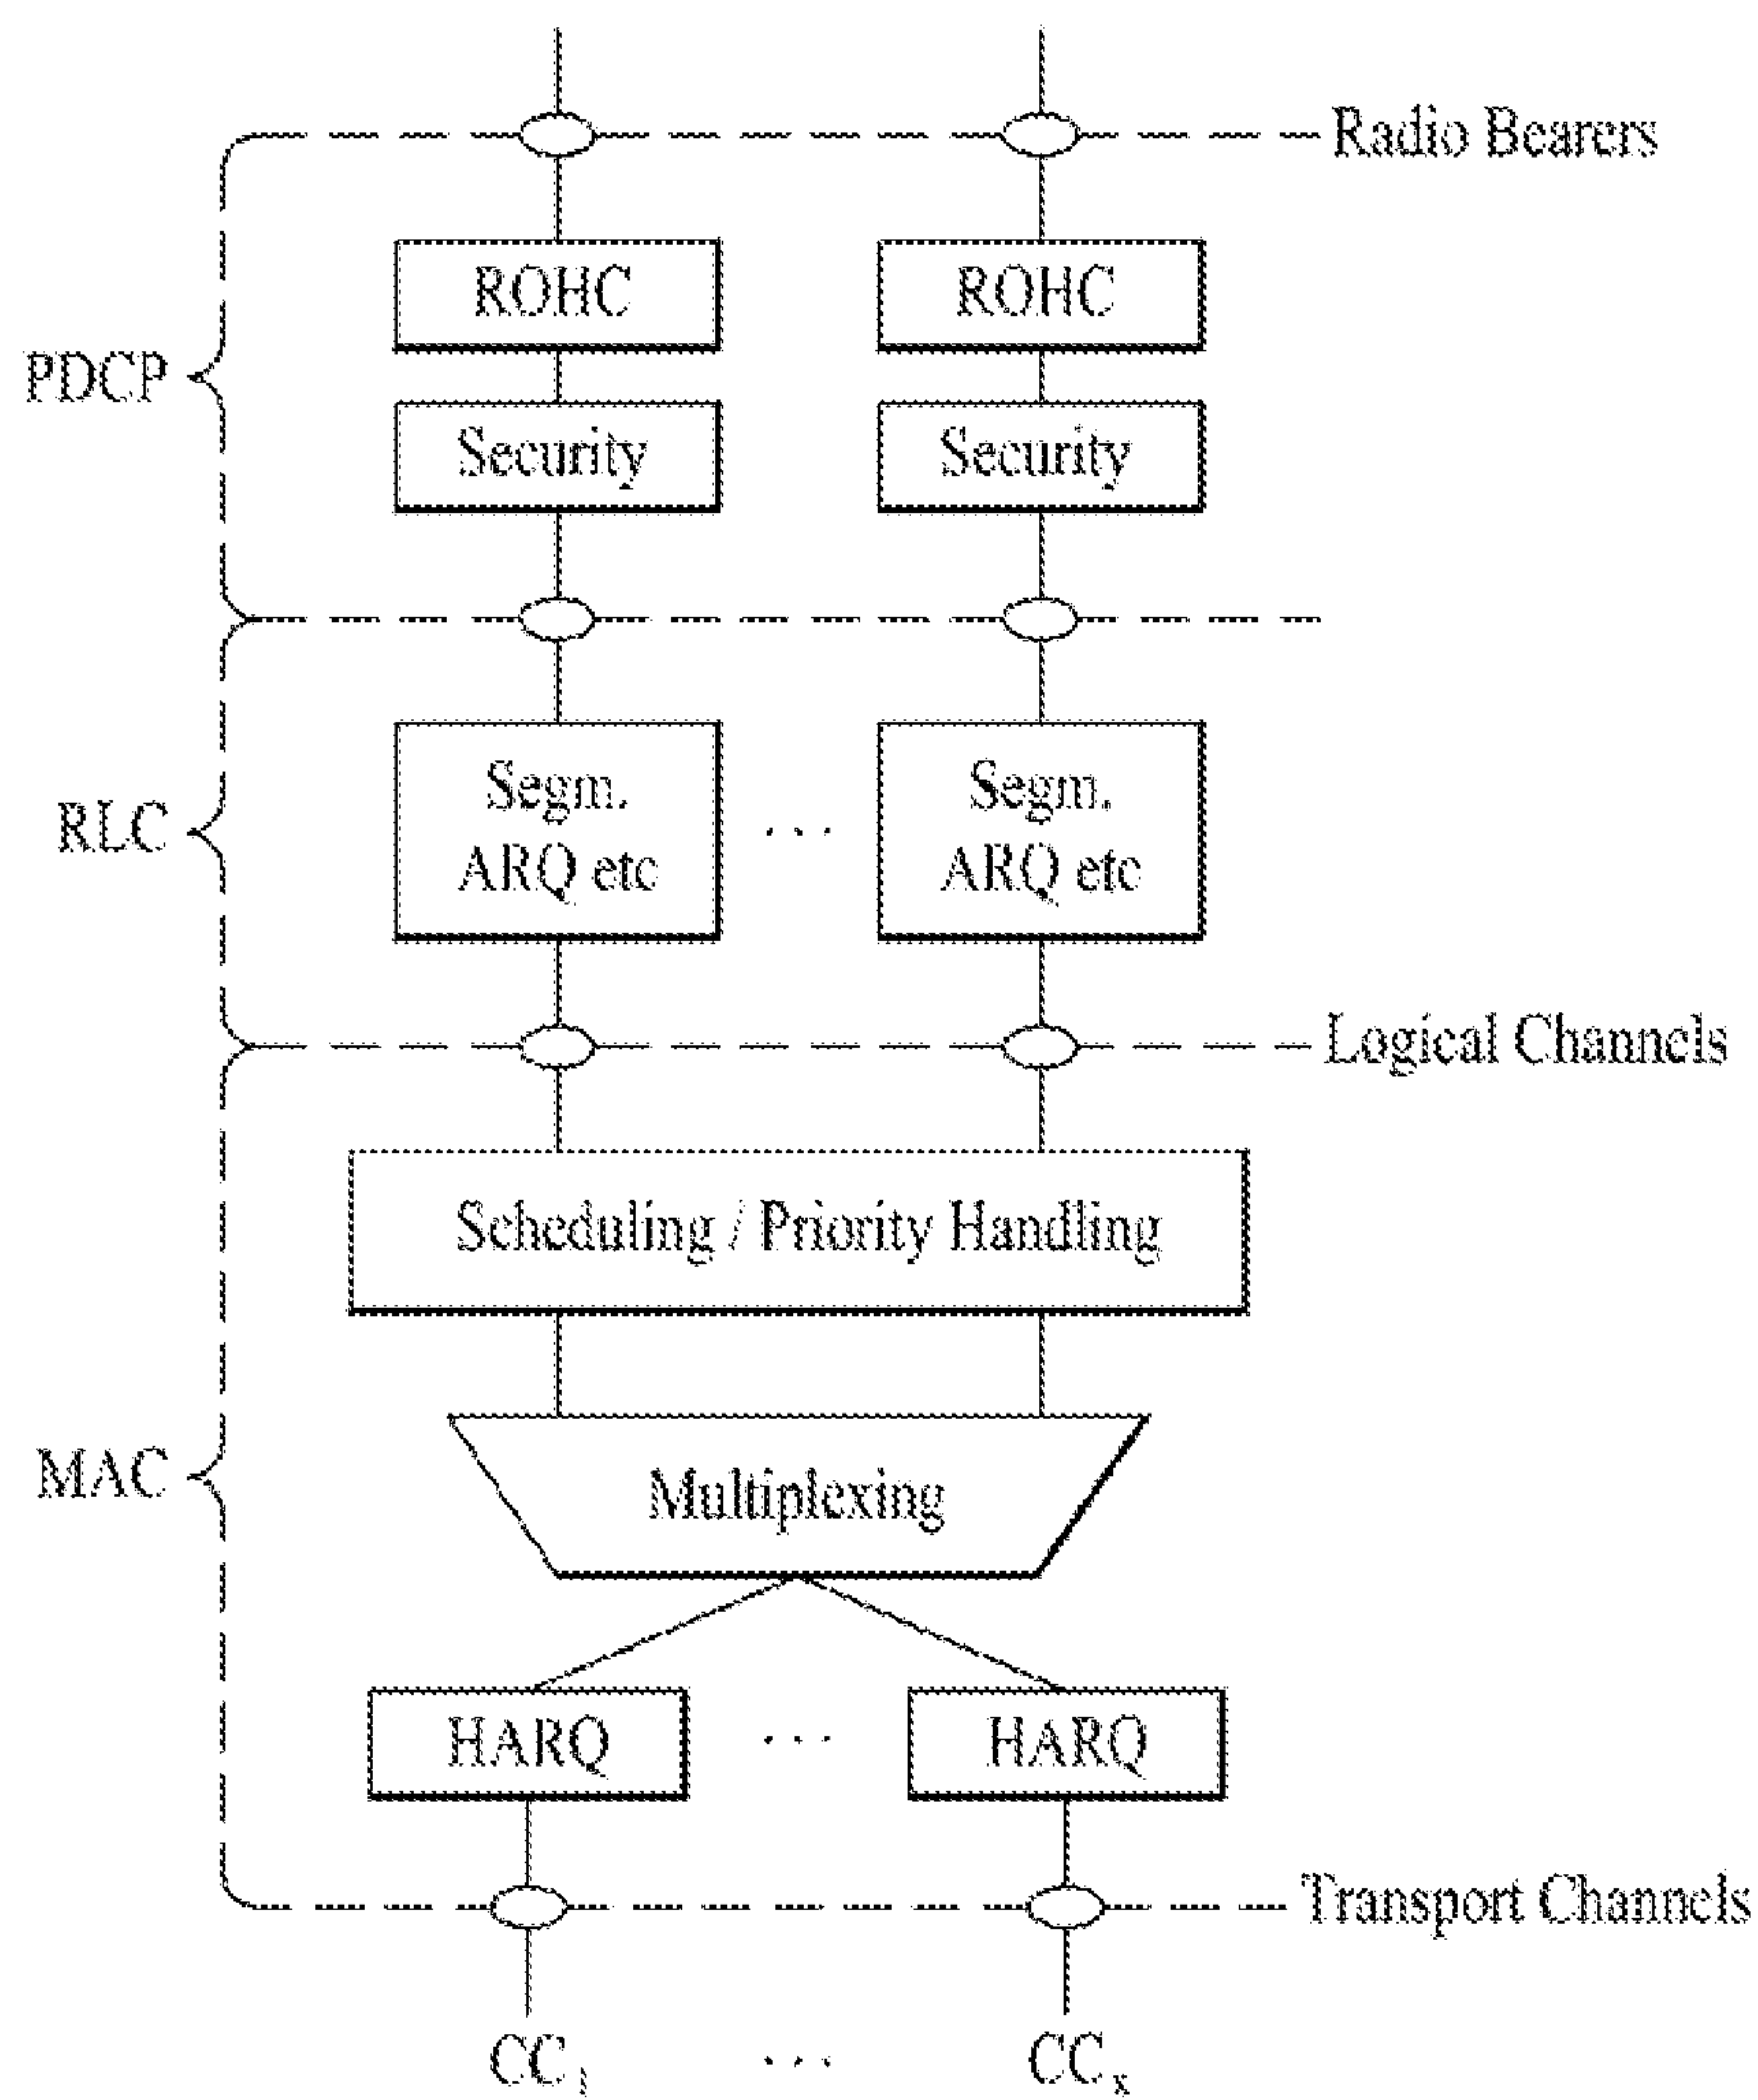 Radio Bearers
ROHC
ROHC
PDCP
Security
Security
Segm.
ARQ etc
RLC
...
Segm.
ARQ etc
Logical Channels
Scheduling / Priority Handling
MAC
Multiplexing
HARQ
...
HARQ
Transport Channels
CC1
...
CCx